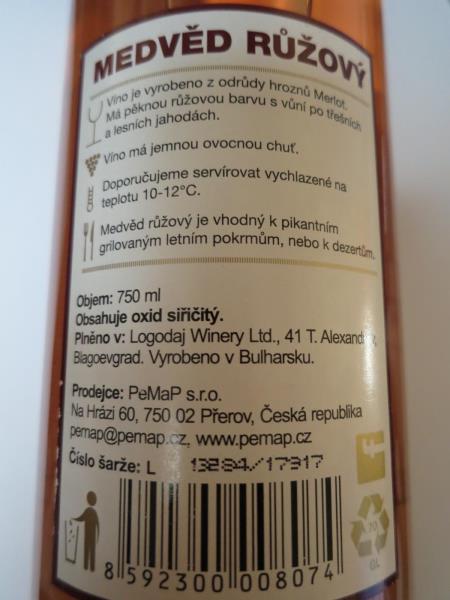 MEDVĚD RŮŽOVÝ
Víno je vyrobeno z odrůdy hroznů Merlot.
Má pěknou růžovou barvu s vůní po třešních
a lesních jahodách.
Víno má jemnou ovocnou chuť.
Doporučujeme servírovat vychlazené na
teplotu 10-12°C.
Medvěd růžový je vhodný k pikantním
grilovaným letním pokrmům, nebo k dezertům.
Objem: 750 ml
Obsahuje oxid siřičitý.
Plněno v: Logodaj Winery Ltd., 41 T.
Blagoevgrad. Vyrobeno v Bulharsku.
Prodejce: PeMaP s.r.o.
Na Hrázi 60, 750 02 Přerov, Česká republika
pemap@pemap.cz, www.pemap.cz
Číslo šarže: L 13284/17317
70
GL
8 592300 008074